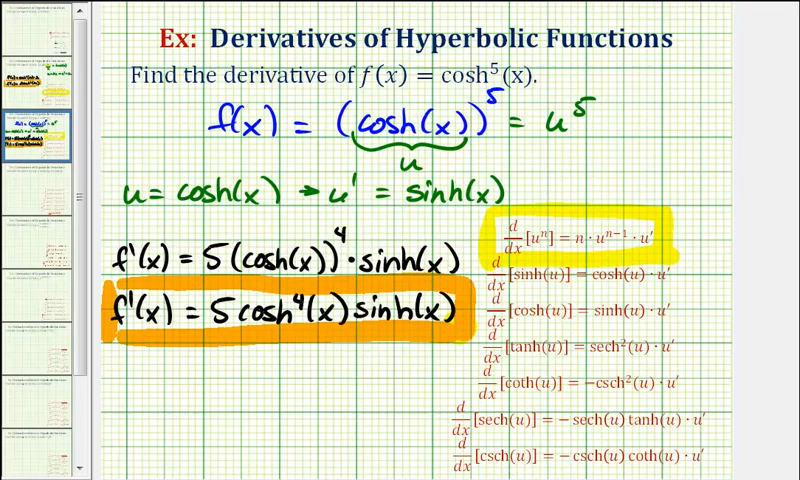 Ex: Derivatives of Hyperbolic Functions
Find the derivative of f(x) = cosh⁵(x).
f(x) = (cosh(x))⁵ = u⁵
u
u = cosh(x) → u' = sinh(x)
f'(x) = 5(cosh(x))⁴ · sinh(x)
f'(x) = 5 cosh⁴(x) sinh(x)
d/dx [uⁿ] = n · uⁿ⁻¹ · u′
d/dx [sinh(u)] = cosh(u) · u′
d/dx [cosh(u)] = sinh(u) · u′
d/dx [tanh(u)] = sech²(u) · u′
d/dx [coth(u)] = −csch²(u) · u′
d/dx [sech(u)] = − sech(u) tanh(u) · u′
d/dx [csch(u)] = − csch(u) coth(u) · u′